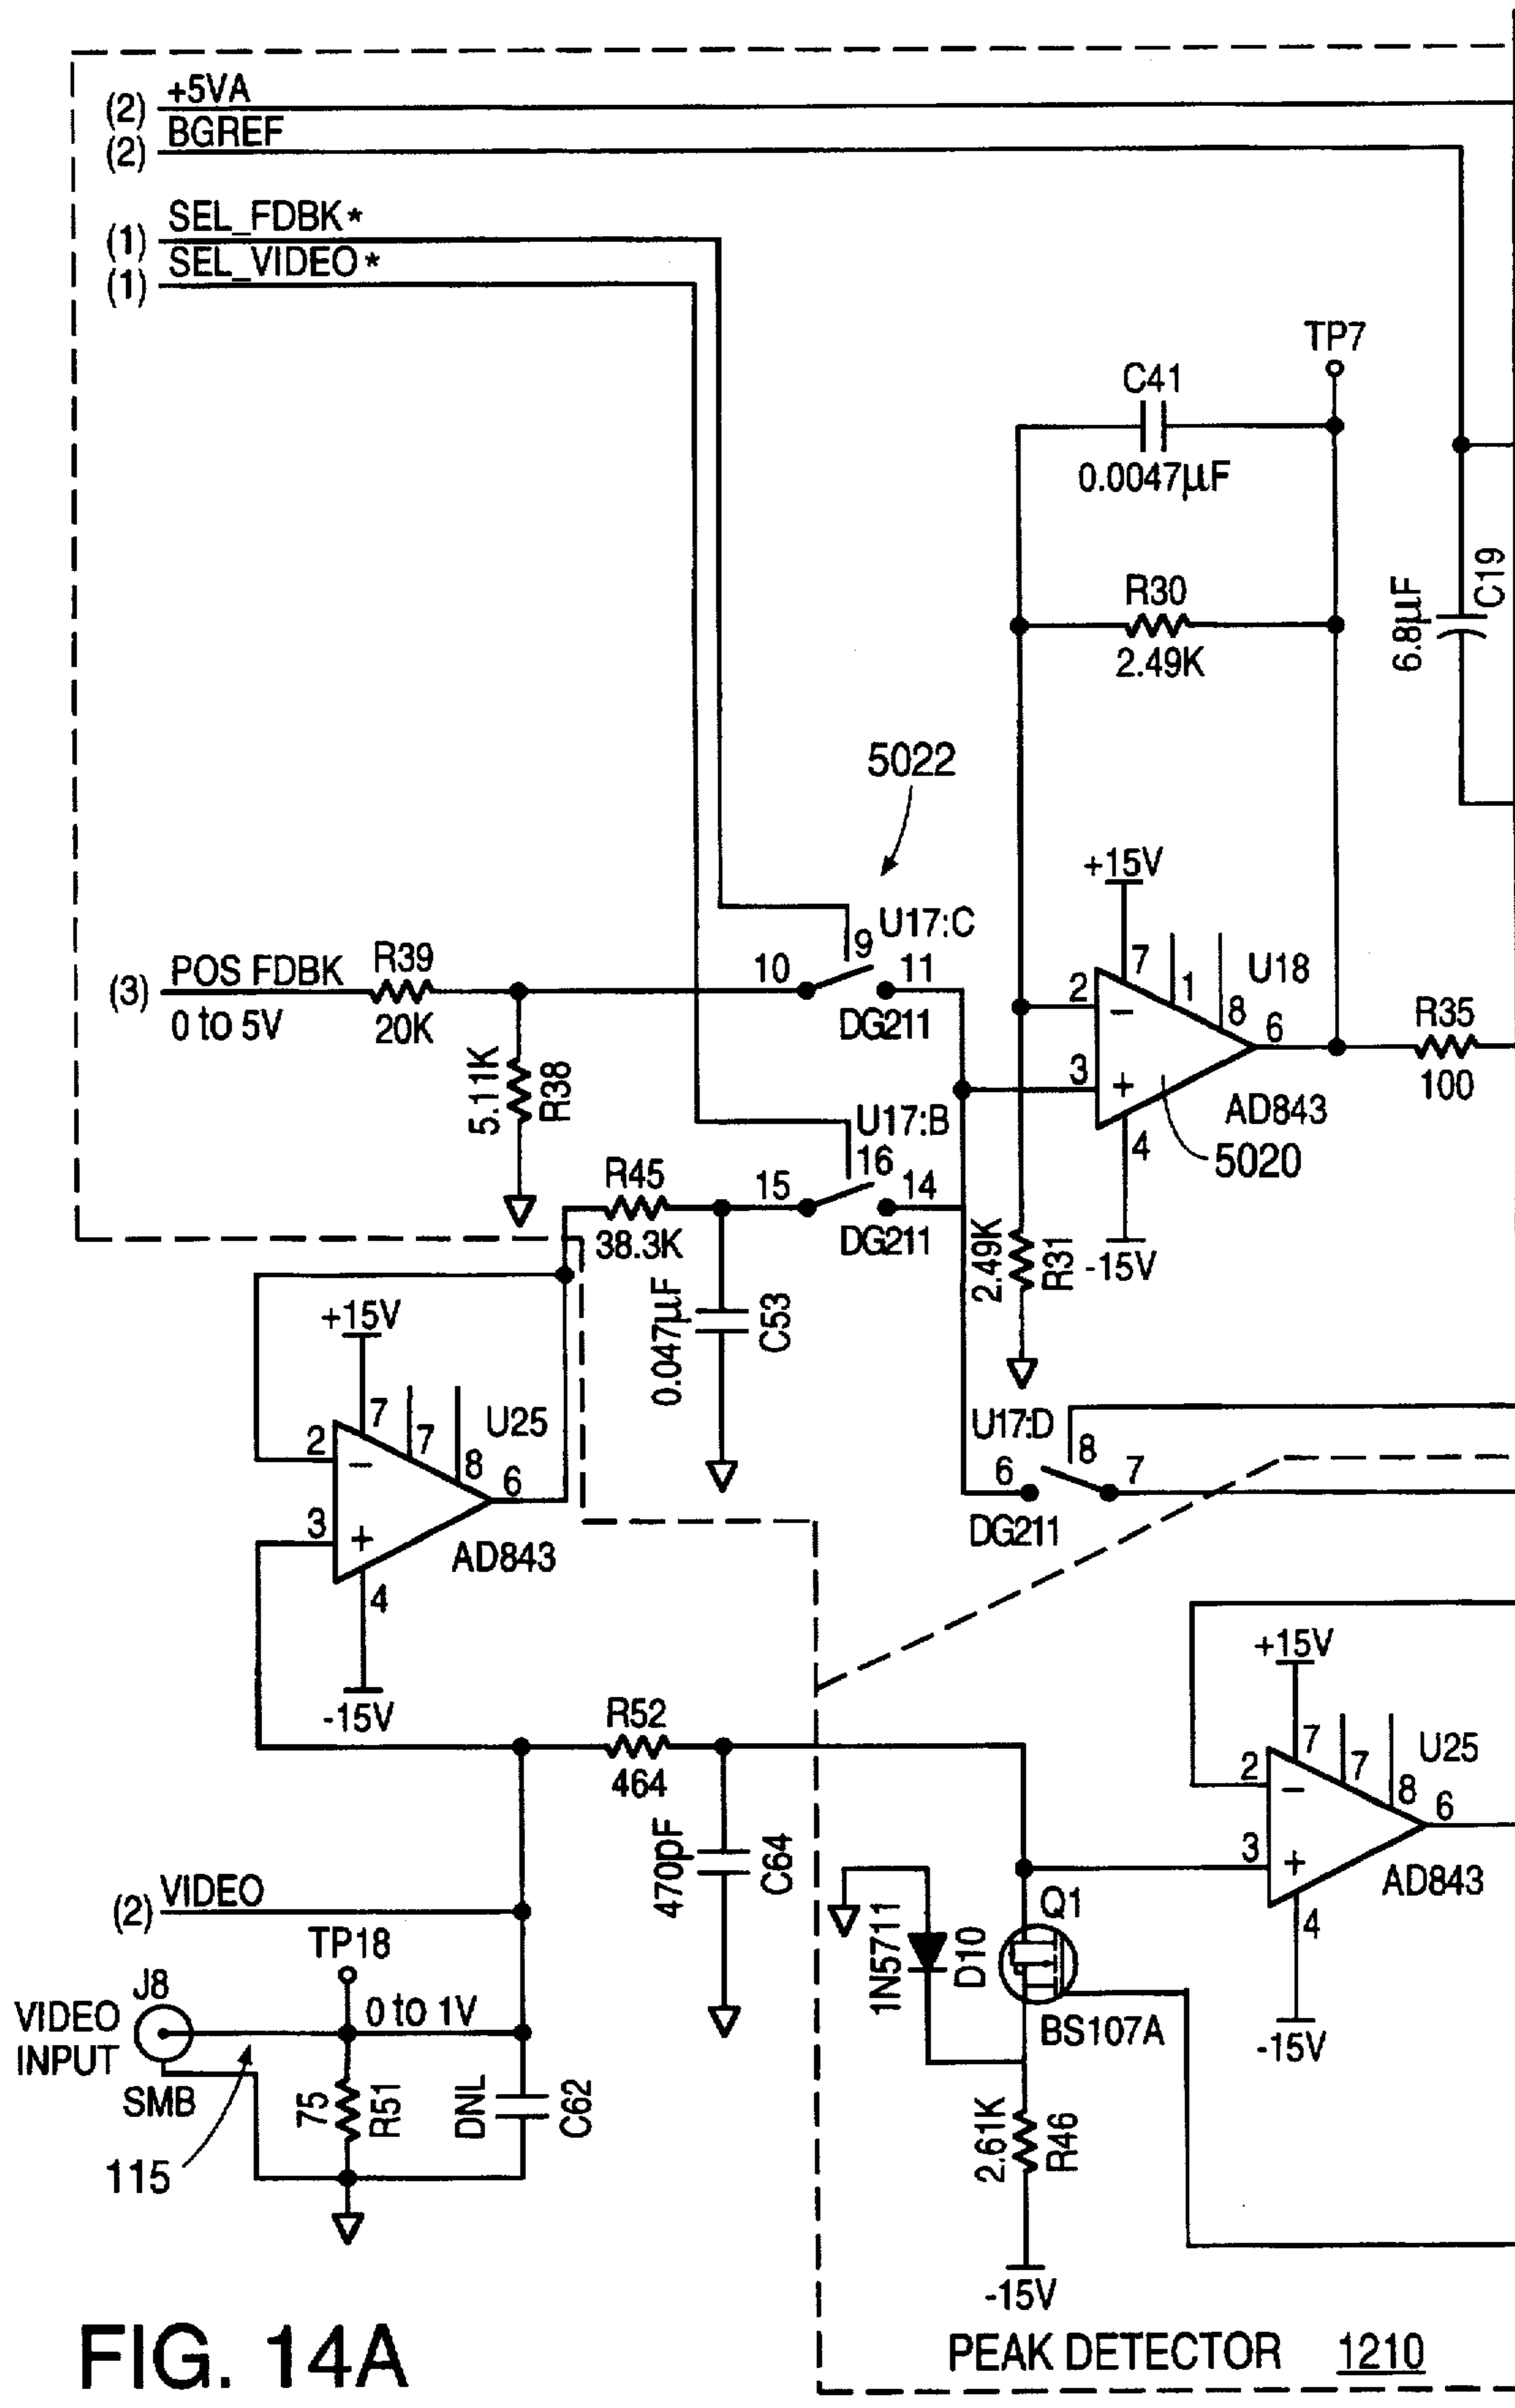 +5VA
(2)
BGREF
(2)
SEL_FDBK*
(1)
SEL_VIDEO*
(1)
TP7
C41
0.0047µF
R30
2.49K
6.8µF
C19
5022
+15V
U17:C
9
10
11
DG211
(3)
POS FDBK
0 to 5V
R39
20K
5.11K
R38
7
1
U18
2
8
6
3
AD843
4
5020
-15V
R35
100
U17:B
16
15
14
DG211
R45
38.3K
2.49K
R31
0.047µF
C53
+15V
7
7
U25
2
8
6
3
AD843
4
-15V
U17:D
8
6
7
DG211
R52
464
470pF
C64
+15V
7
7
U25
2
8
6
3
AD843
4
-15V
(2)
VIDEO
TP18
J8
0 to 1V
VIDEO
INPUT
SMB
75
R51
DNL
C62
115
1N5711
D10
Q1
BS107A
2.61K
R46
-15V
FIG. 14A
PEAK DETECTOR 1210